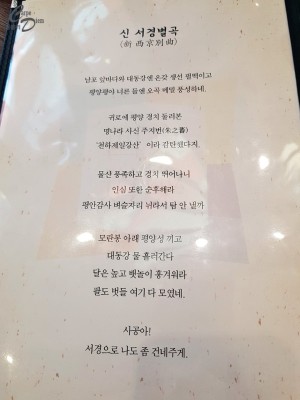 신 서경별곡
(新 西京別曲)
남포 앞바다와 대동강엔 온갖 생선 펄떡이고
평양평야 너른 들엔 오곡 메밀 풍성하네.
귀로에 평양 경치 둘러본
명나라 사신 주지번(朱之蕃)
'천하제일강산' 이라 감탄했다지.
물산 풍족하고 경치 뛰어나니
인심 또한 순후해라
평안감사 벼슬자리 뉘라서 탐 안 낼까
모란봉 아래 평양성 끼고
대동강 물 흘러간다
달은 높고 뱃놀이 흥겨워라
팔도 벗들 여기 다 모였네.
사공아!
서경으로 나도 좀 건네주게.